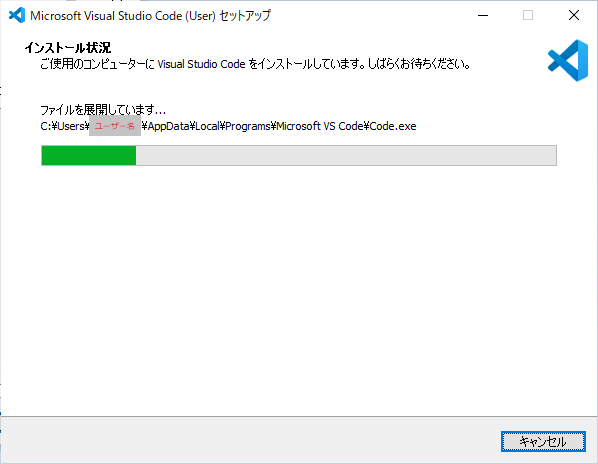 Microsoft Visual Studio Code (User) セットアップ
インストール状況
ご使用のコンピューターに Visual Studio Code をインストールしています。しばらくお待ちください。
ファイルを展開しています...
C:¥Users¥ユーザー名¥AppData¥Local¥Programs¥Microsoft VS Code¥Code.exe
キャンセル